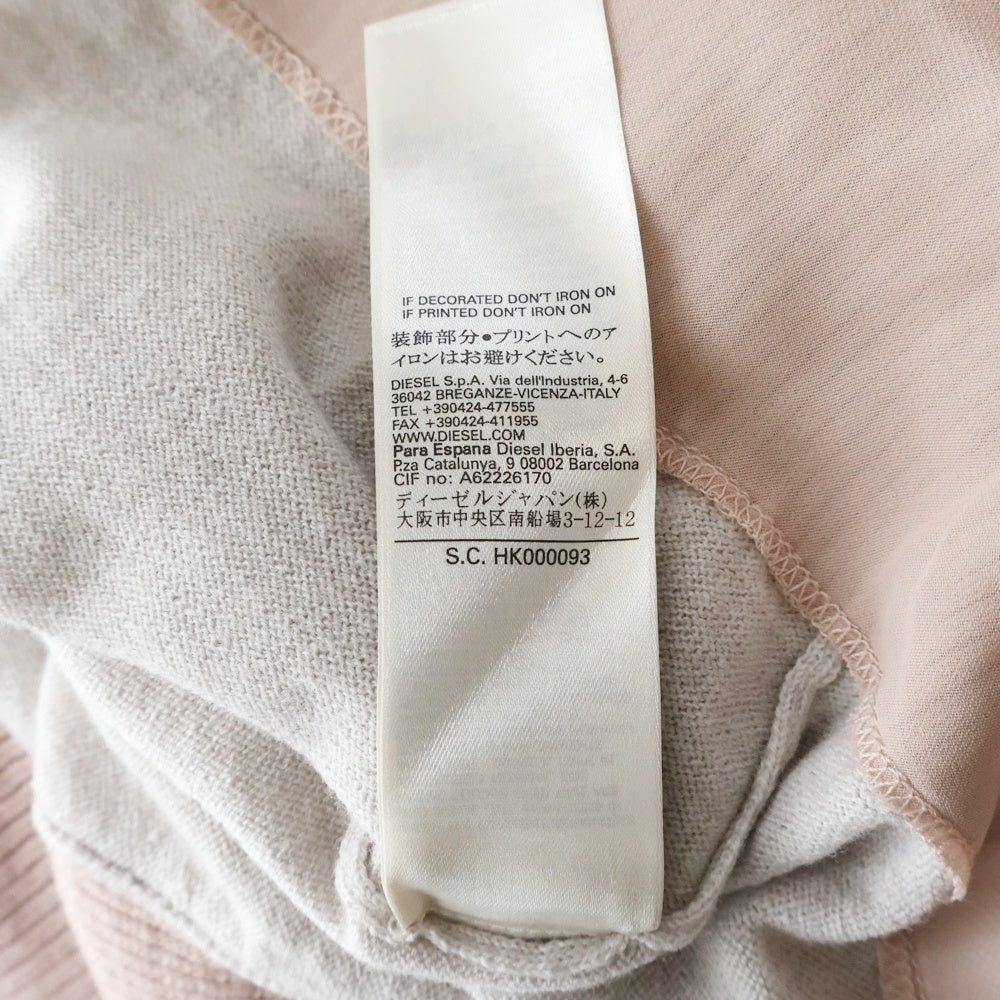 IF DECORATED DON'T IRON ON
IF PRINTED DON'T IRON ON
装飾部分●プリントへのア
イロンはお避けください。
DIESEL S.p.A. Via dell'Industria, 4-6
36042 BREGANZE-VICENZA-ITALY
TEL +390424-477555
FAX +390424-411955
WWW.DIESEL.COM
Para Espana Diesel Iberia, S.A.
P.za Catalunya, 9 08002 Barcelona
CIF no: A62226170
ディーゼルジャパン(株)
大阪市中央区南船場3-12-12
S.C. HK000093